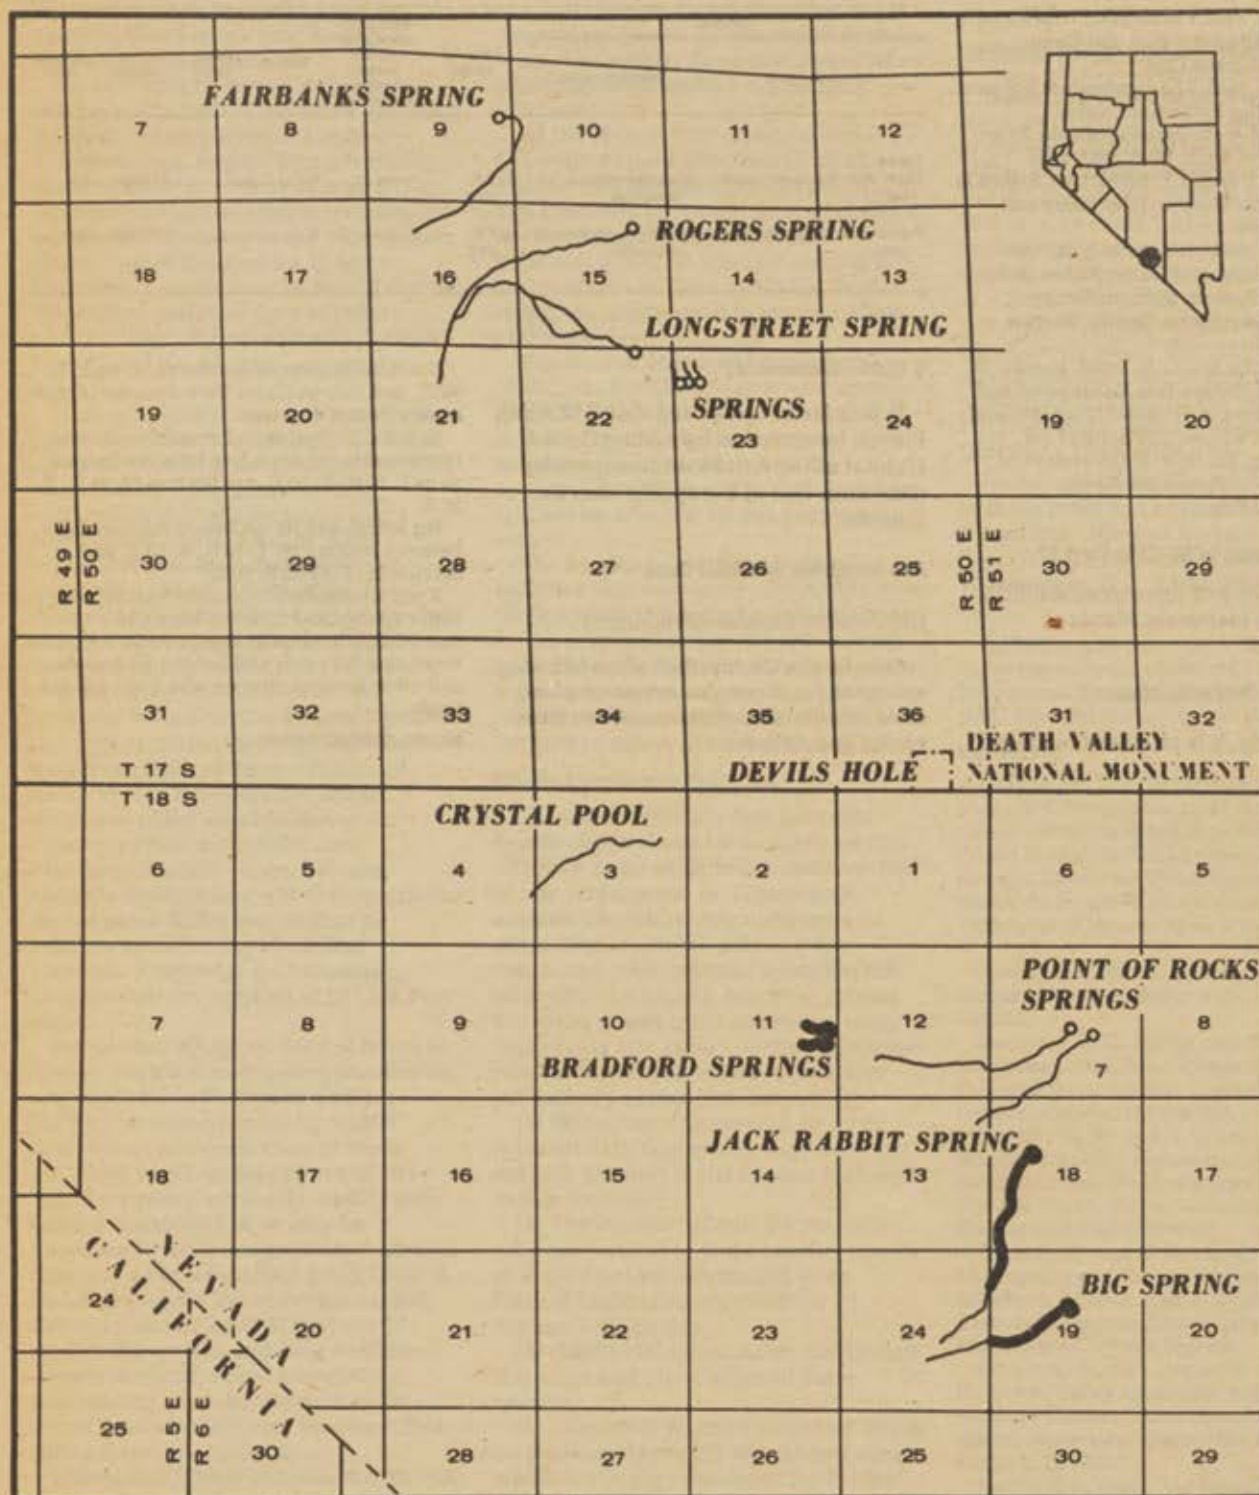 FAIRBANKS SPRING
7 8 9 10 11 12
ROGERS SPRING
18 17 16 15 14 13
LONGSTREET SPRING
SPRINGS
19 20 21 22 23 24 19 20
R 49 E
R 50 E
R 50 E
R 51 E
30 29 28 27 26 25 30 29
31 32 33 34 35 36 31 32
T 17 S
T 18 S
DEVILS HOLE
DEATH VALLEY
NATIONAL MONUMENT
CRYSTAL POOL
6 5 4 3 2 1 6 5
POINT OF ROCKS
SPRINGS
7 8 9 10 11 12 7 8
BRADFORD SPRINGS
JACK RABBIT SPRING
18 17 16 15 14 13 18 17
NEVADA
CALIFORNIA
BIG SPRING
24 20 21 22 23 24 19 20
R 5 E
R 6 E
25 30 28 27 26 25 30 29